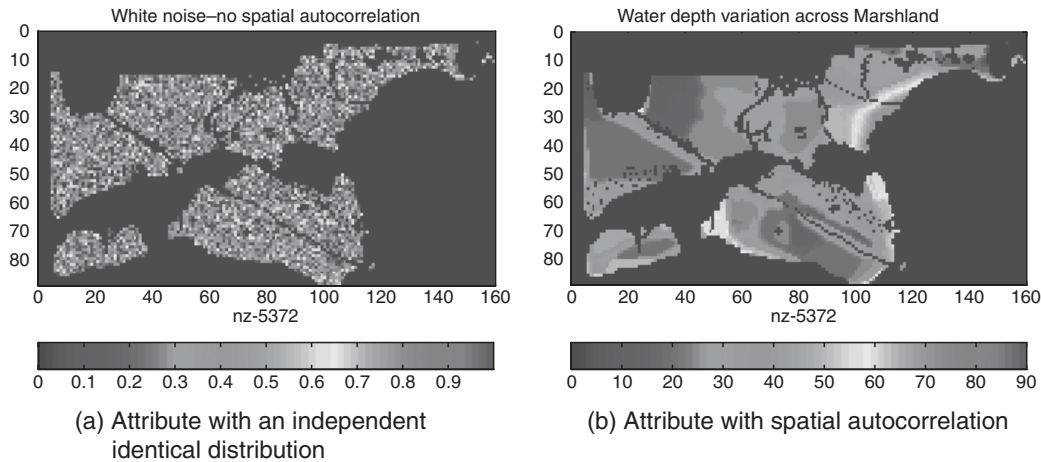 White noise–no spatial autocorrelation
0
10
20
30
40
50
60
70
80
0 20 40 60 80 100 120 140 160
nz-5372
0 0.1 0.2 0.3 0.4 0.5 0.6 0.7 0.8 0.9
(a) Attribute with an independent
identical distribution
Water depth variation across Marshland
0
10
20
30
40
50
60
70
80
0 20 40 60 80 100 120 140 160
nz-5372
0 10 20 30 40 50 60 70 80 90
(b) Attribute with spatial autocorrelation